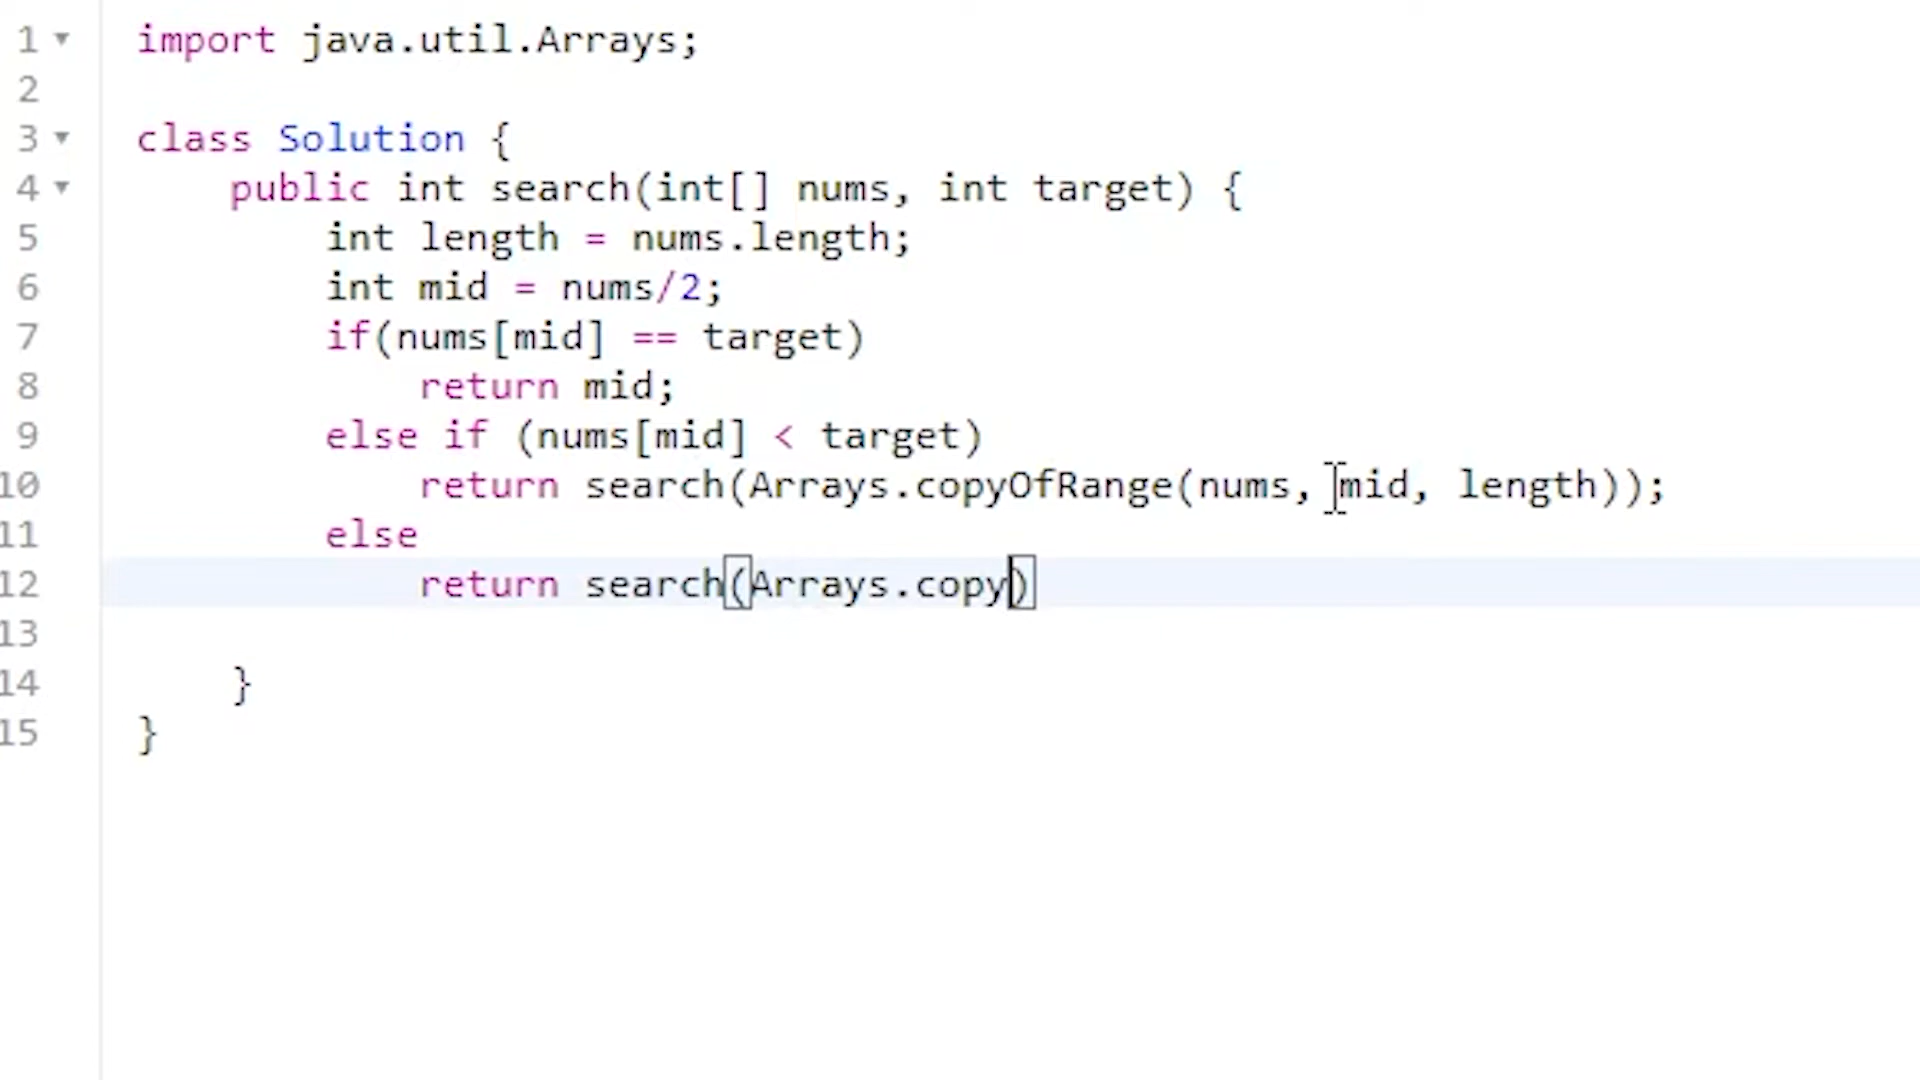 1 import java.util.Arrays;
2
3 class Solution {
4 public int search(int[] nums, int target) {
5 int length = nums.length;
6 int mid = nums/2;
7 if(nums[mid] == target)
8 return mid;
9 else if (nums[mid] < target)
10 return search(Arrays.copyOfRange(nums, mid, length));
11 else
12 return search(Arrays.copy)
13
14 }
15 }